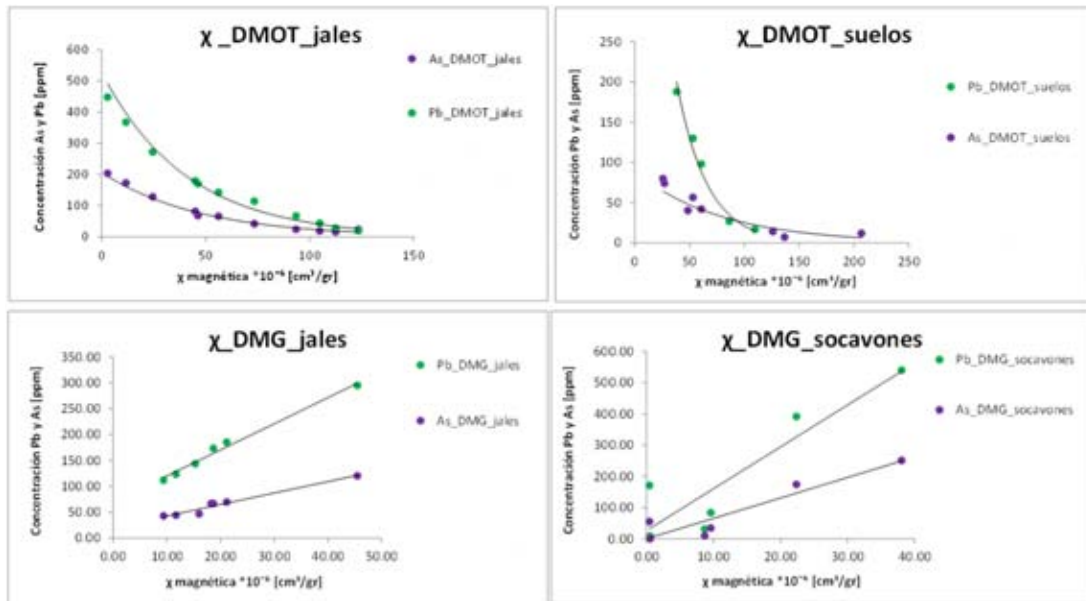 χ _DMOT_jales
600
500
400
300
200
100
0
0
50
100
150
Concentración As y Pb [ppm]
χ magnética *10⁻⁶ [cm³/gr]
As_DMOT_jales
Pb_DMOT_jales
χ_DMOT_suelos
250
200
150
100
50
0
0
50
100
150
200
250
Concentración Pb y As [ppm]
χ magnética *10⁻⁶ [cm³/gr]
Pb_DMOT_suelos
As_DMOT_suelos
χ_DMG_jales
350.00
300.00
250.00
200.00
150.00
100.00
50.00
0.00
0.00
10.00
20.00
30.00
40.00
50.00
Concentración Pb y As [ppm]
χ magnética *10⁻⁶ [cm³/gr]
Pb_DMG_jales
As_DMG_jales
χ_DMG_socavones
600.00
500.00
400.00
300.00
200.00
100.00
0.00
0.00
10.00
20.00
30.00
40.00
50.00
Concentración Pb y As [ppm]
χ magnética *10⁻⁶ [cm³/gr]
Pb_DMG_socavones
As_DMG_socavones